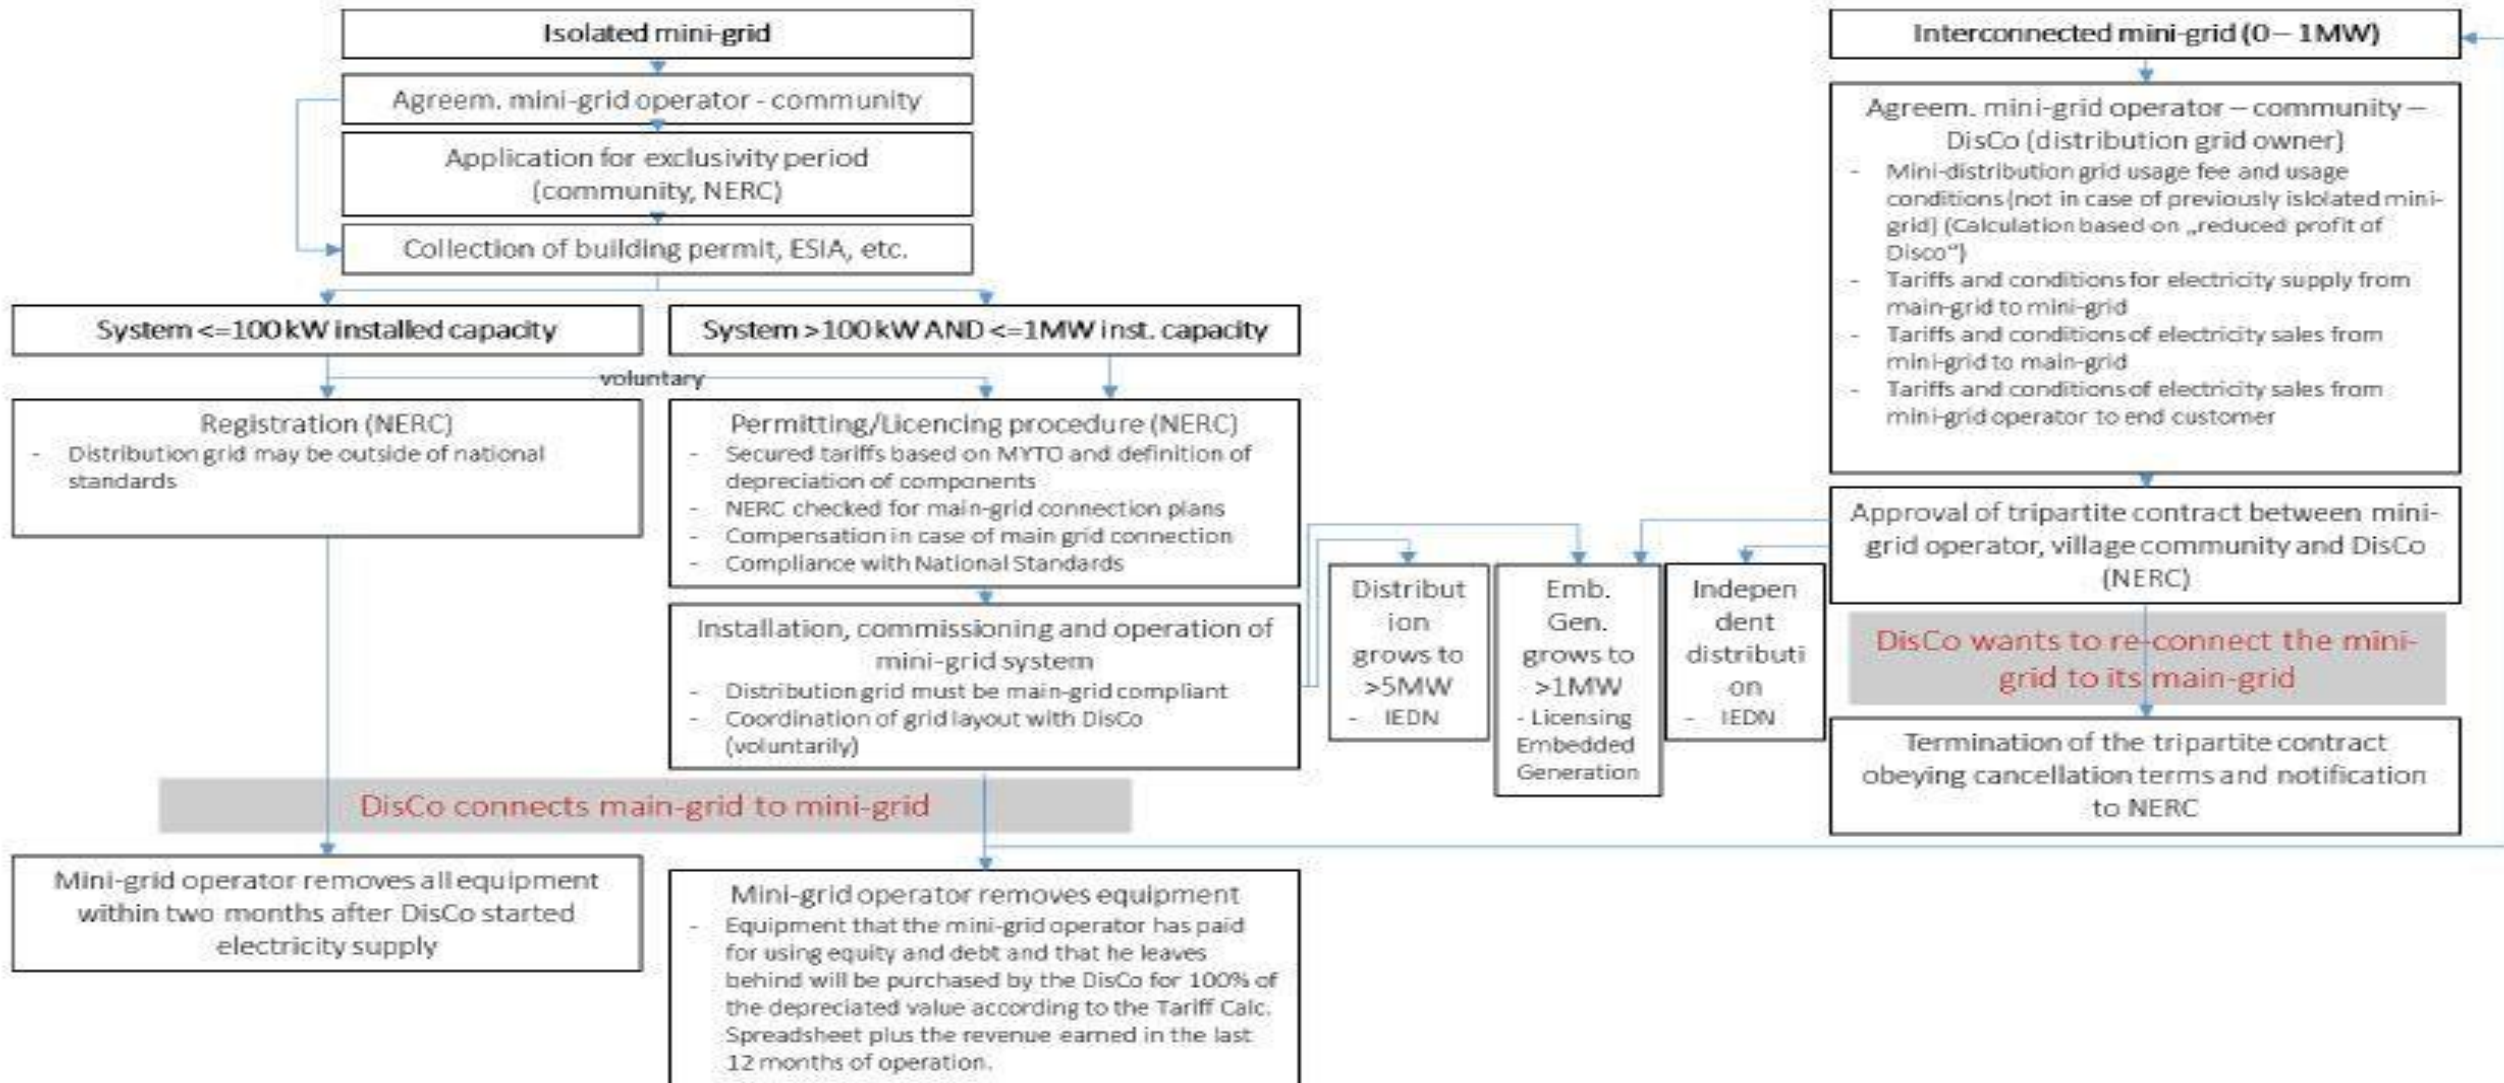 Isolated mini-grid
Agreem. mini-grid operator - community
Application for exclusivity period
(community, NERC)
Collection of building permit, ESIA, etc.
System <=100 kW installed capacity
System >100 kW AND <=1MW inst. capacity
voluntary
Registration (NERC)
- Distribution grid may be outside of national
standards
Permitting/Licencing procedure (NERC)
- Secured tariffs based on MYTO and definition of
depreciation of components
- NERC checked for main-grid connection plans
- Compensation in case of main grid connection
- Compliance with National Standards
Installation, commissioning and operation of
mini-grid system
- Distribution grid must be main-grid compliant
- Coordination of grid layout with DisCo
(voluntarily)
DisCo connects main-grid to mini-grid
Mini-grid operator removes all equipment
within two months after DisCo started
electricity supply
Mini-grid operator removes equipment
- Equipment that the mini-grid operator has paid
for using equity and debt and that he leaves
behind will be purchased by the DisCo for 100% of
the depreciated value according to the Tariff Calc.
Spreadsheet plus the revenue earned in the last
12 months of operation.
Distribut
ion
grows to
>5MW
- IEDN
Emb.
Gen.
grows to
>1MW
- Licensing
Embedded
Generation
Indepen
dent
distributi
on
- IEDN
Interconnected mini-grid (0 – 1MW)
Agreem. mini-grid operator – community –
DisCo (distribution grid owner)
- Mini-distribution grid usage fee and usage
conditions (not in case of previously islolated mini-
grid) (Calculation based on „reduced profit of
Disco“)
- Tariffs and conditions for electricity supply from
main-grid to mini-grid
- Tariffs and conditions of electricity sales from
mini-grid to main-grid
- Tariffs and conditions of electricity sales from
mini-grid operator to end customer
Approval of tripartite contract between mini-
grid operator, village community and DisCo
(NERC)
DisCo wants to re-connect the mini-
grid to its main-grid
Termination of the tripartite contract
obeying cancellation terms and notification
to NERC